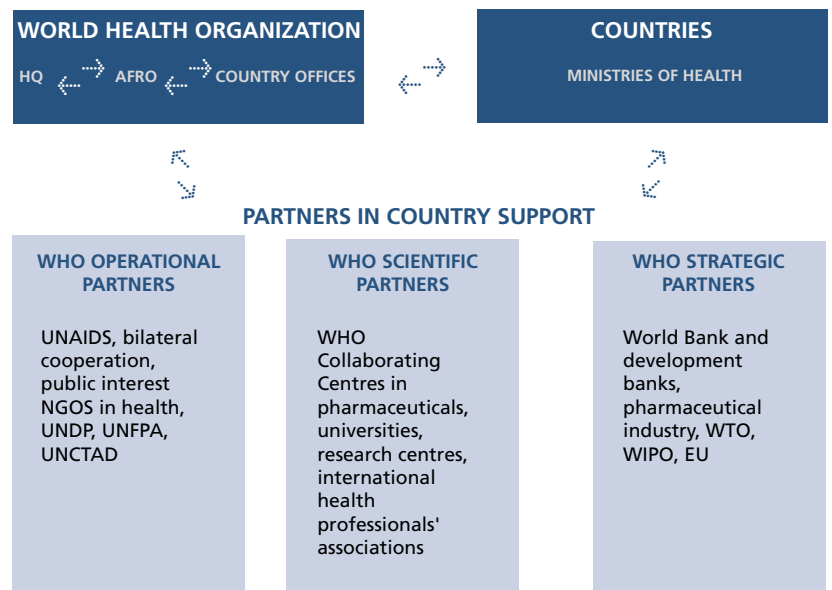 WORLD HEALTH ORGANIZATION
HQ AFRO COUNTRY OFFICES
COUNTRIES
MINISTRIES OF HEALTH
PARTNERS IN COUNTRY SUPPORT
WHO OPERATIONAL
PARTNERS
UNAIDS, bilateral
cooperation,
public interest
NGOS in health,
UNDP, UNFPA,
UNCTAD
WHO SCIENTIFIC
PARTNERS
WHO
Collaborating
Centres in
pharmaceuticals,
universities,
research centres,
international
health
professionals'
associations
WHO STRATEGIC
PARTNERS
World Bank and
development
banks,
pharmaceutical
industry, WTO,
WIPO, EU